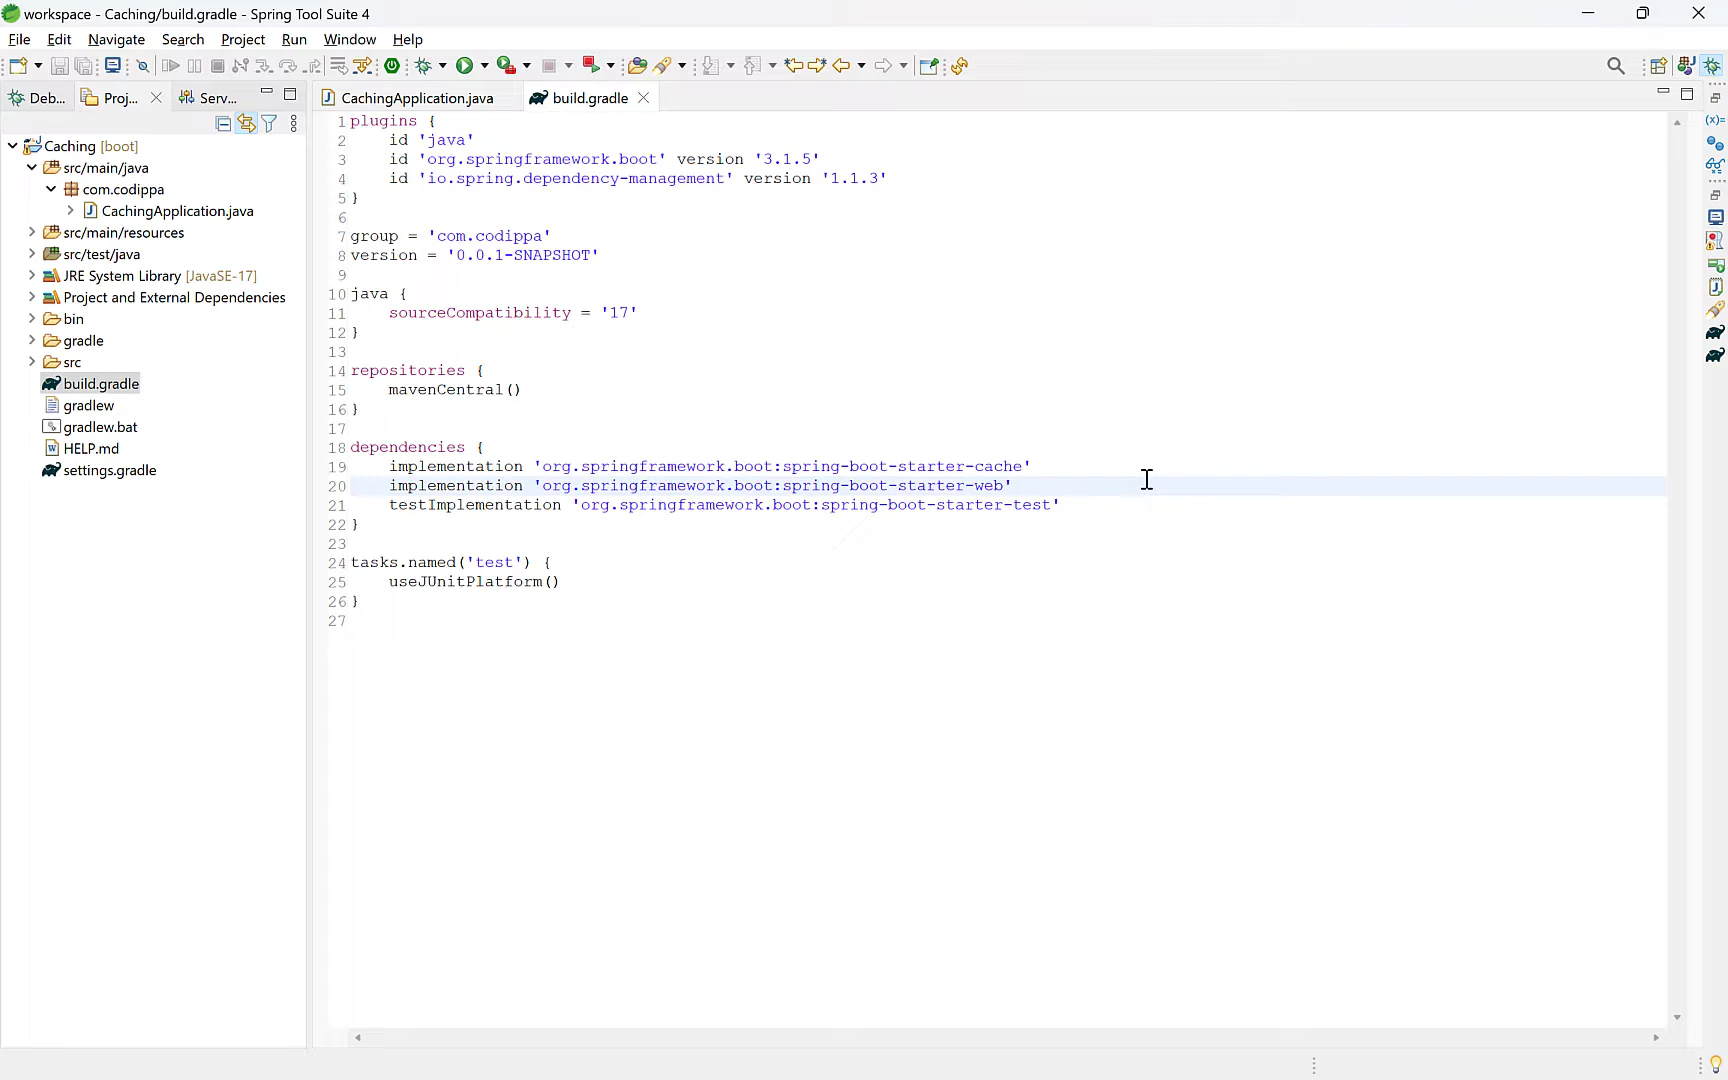 workspace - Caching/build.gradle - Spring Tool Suite 4
File Edit Navigate Search Project Run Window Help
Deb... Proj... Serv... CachingApplication.java build.gradle
Caching [boot]
src/main/java
com.codippa
CachingApplication.java
src/main/resources
src/test/java
JRE System Library [JavaSE-17]
Project and External Dependencies
bin
gradle
src
build.gradle
gradlew
gradlew.bat
HELP.md
settings.gradle
1 plugins {
2 id 'java'
3 id 'org.springframework.boot' version '3.1.5'
4 id 'io.spring.dependency-management' version '1.1.3'
5 }
6
7 group = 'com.codippa'
8 version = '0.0.1-SNAPSHOT'
9
10 java {
11 sourceCompatibility = '17'
12 }
13
14 repositories {
15 mavenCentral()
16 }
17
18 dependencies {
19 implementation 'org.springframework.boot:spring-boot-starter-cache'
20 implementation 'org.springframework.boot:spring-boot-starter-web'
21 testImplementation 'org.springframework.boot:spring-boot-starter-test'
22 }
23
24 tasks.named('test') {
25 useJUnitPlatform()
26 }
27